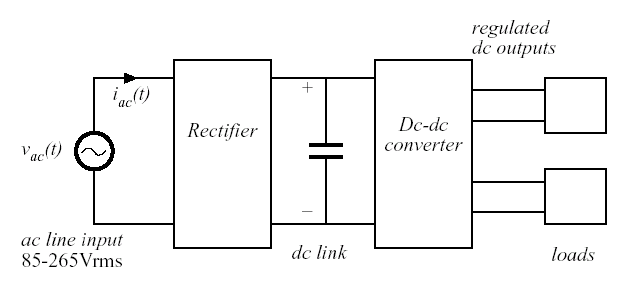 regulated
dc outputs
i_ac(t)
+
Rectifier
Dc-dc
converter
v_ac(t)
–
ac line input
85-265Vrms
dc link
loads